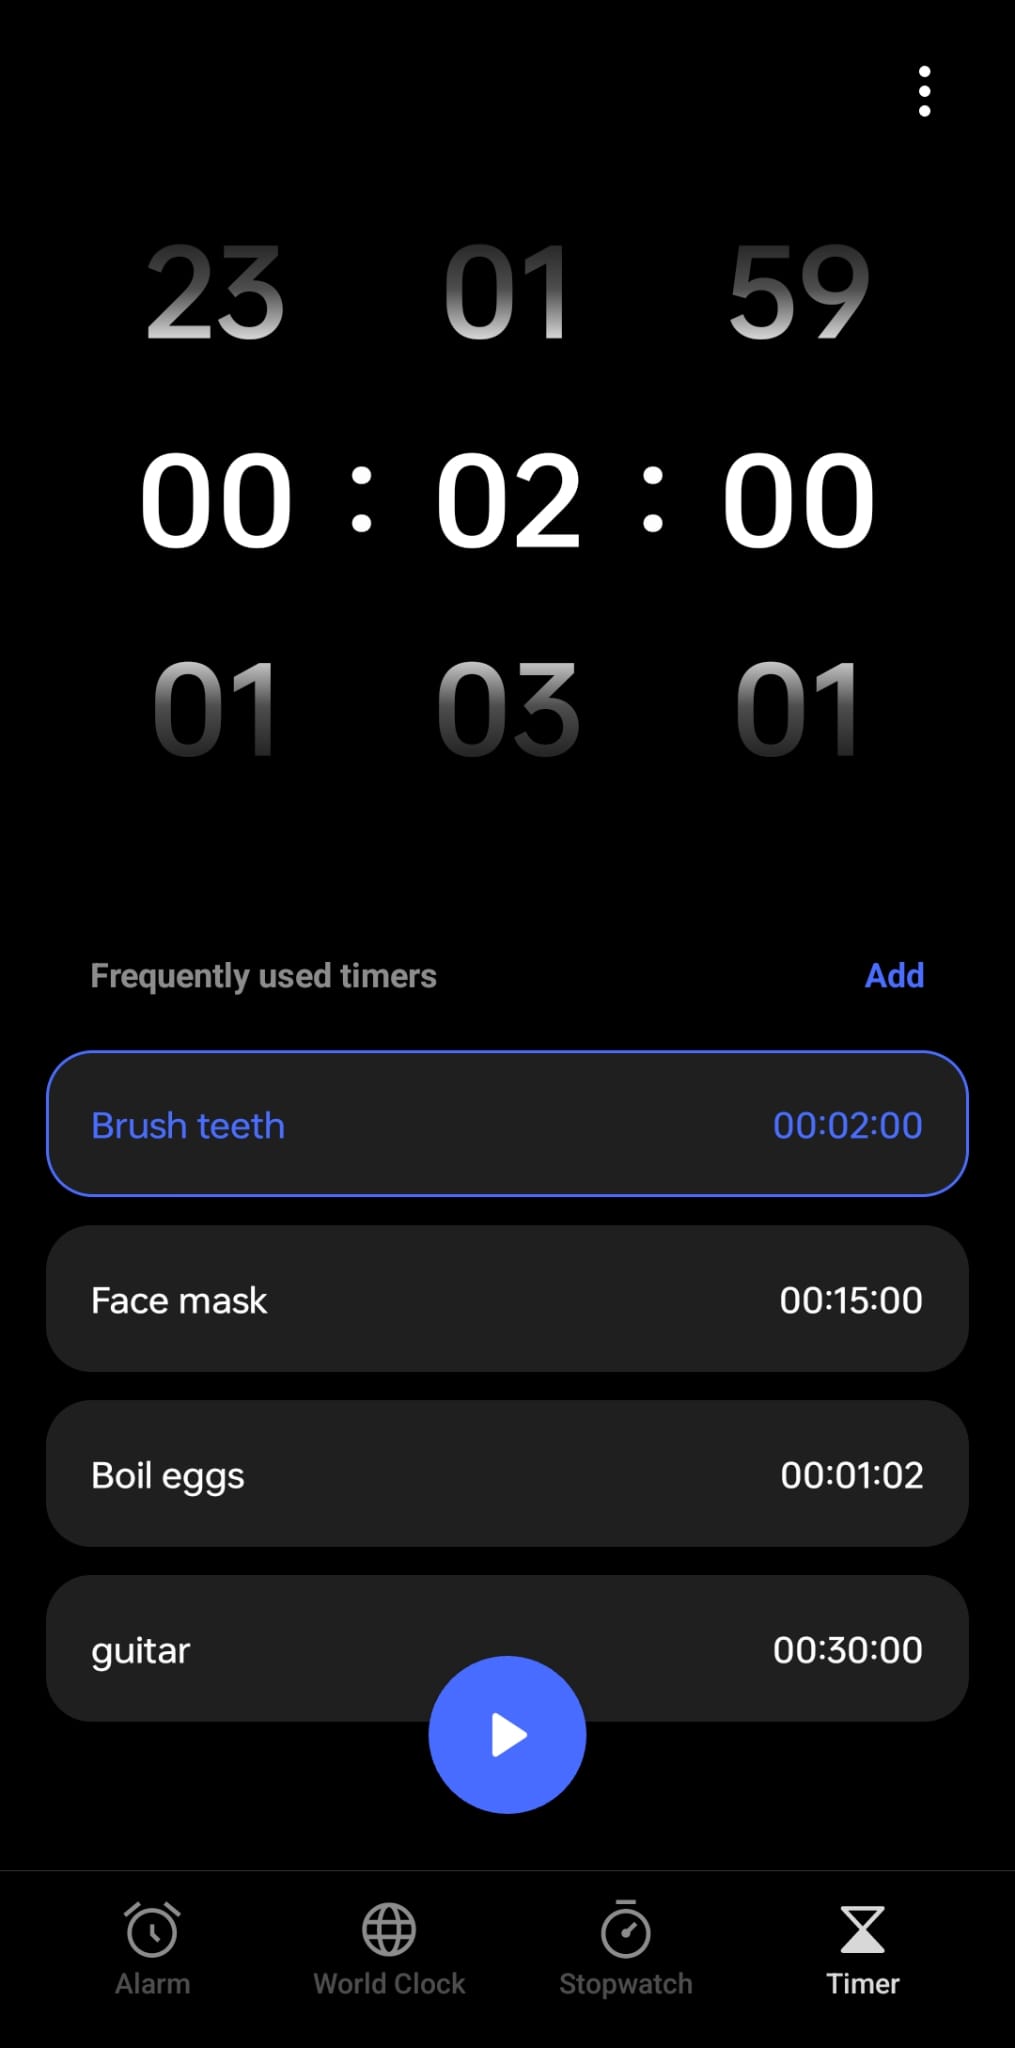 23 01 59
00 : 02 : 00
01 03 01
Frequently used timers Add
Brush teeth 00:02:00
Face mask 00:15:00
Boil eggs 00:01:02
guitar 00:30:00
Alarm World Clock Stopwatch Timer